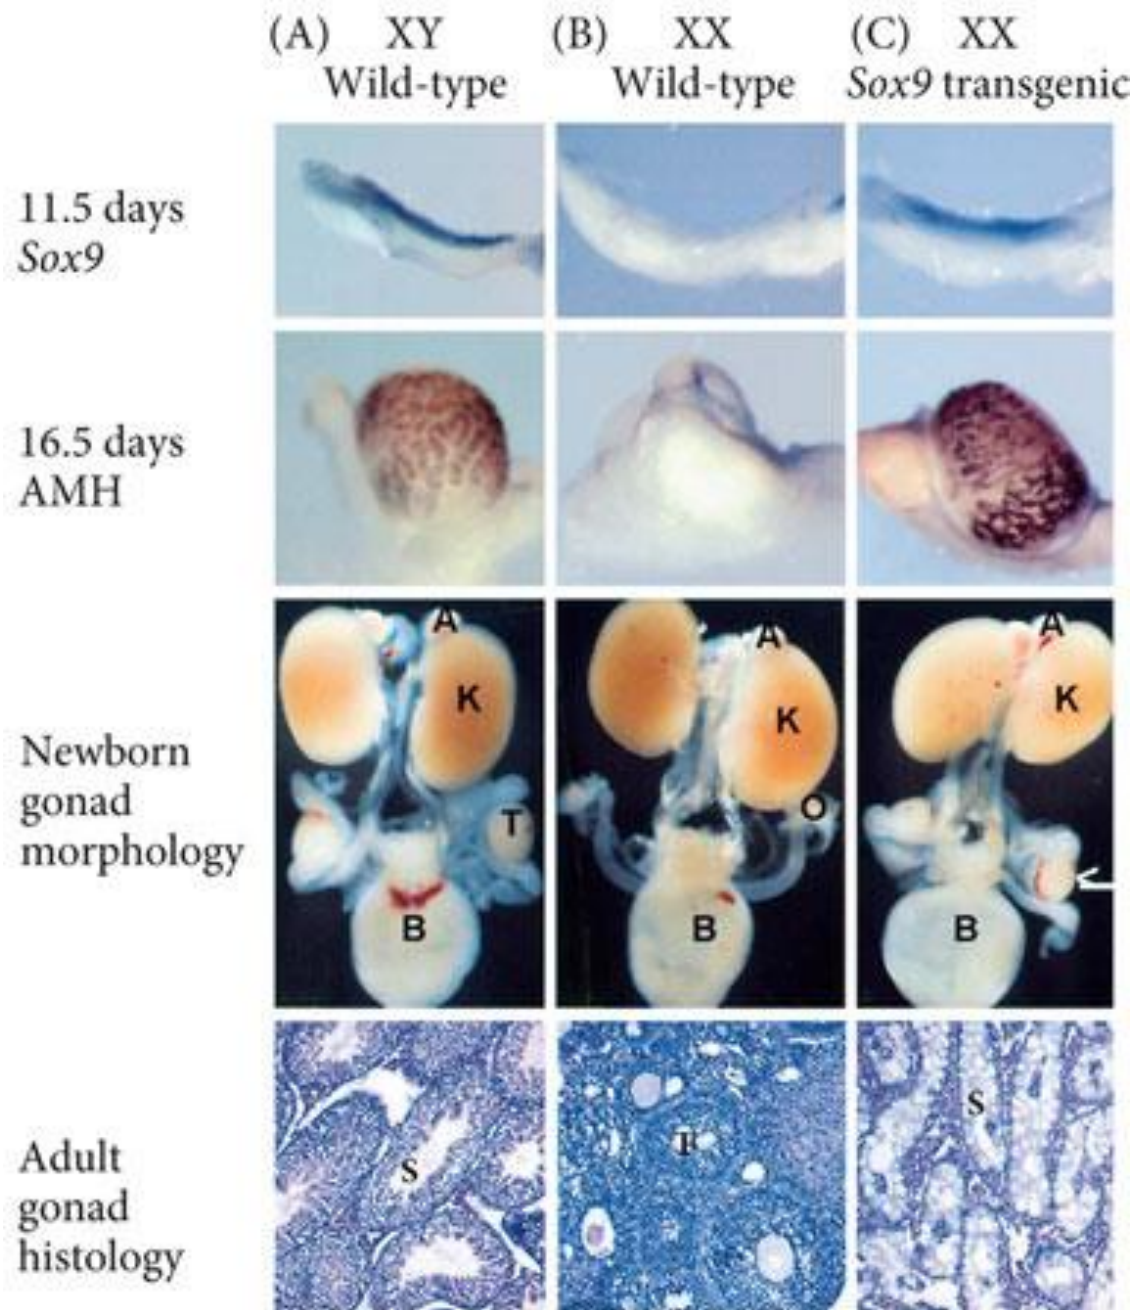 (A) XY
Wild-type
(B) XX
Wild-type
(C) XX
Sox9 transgenic
11.5 days
Sox9
16.5 days
AMH
Newborn
gonad
morphology
A
K
T
B
A
K
O
B
A
K
B
Adult
gonad
histology
S
F
S